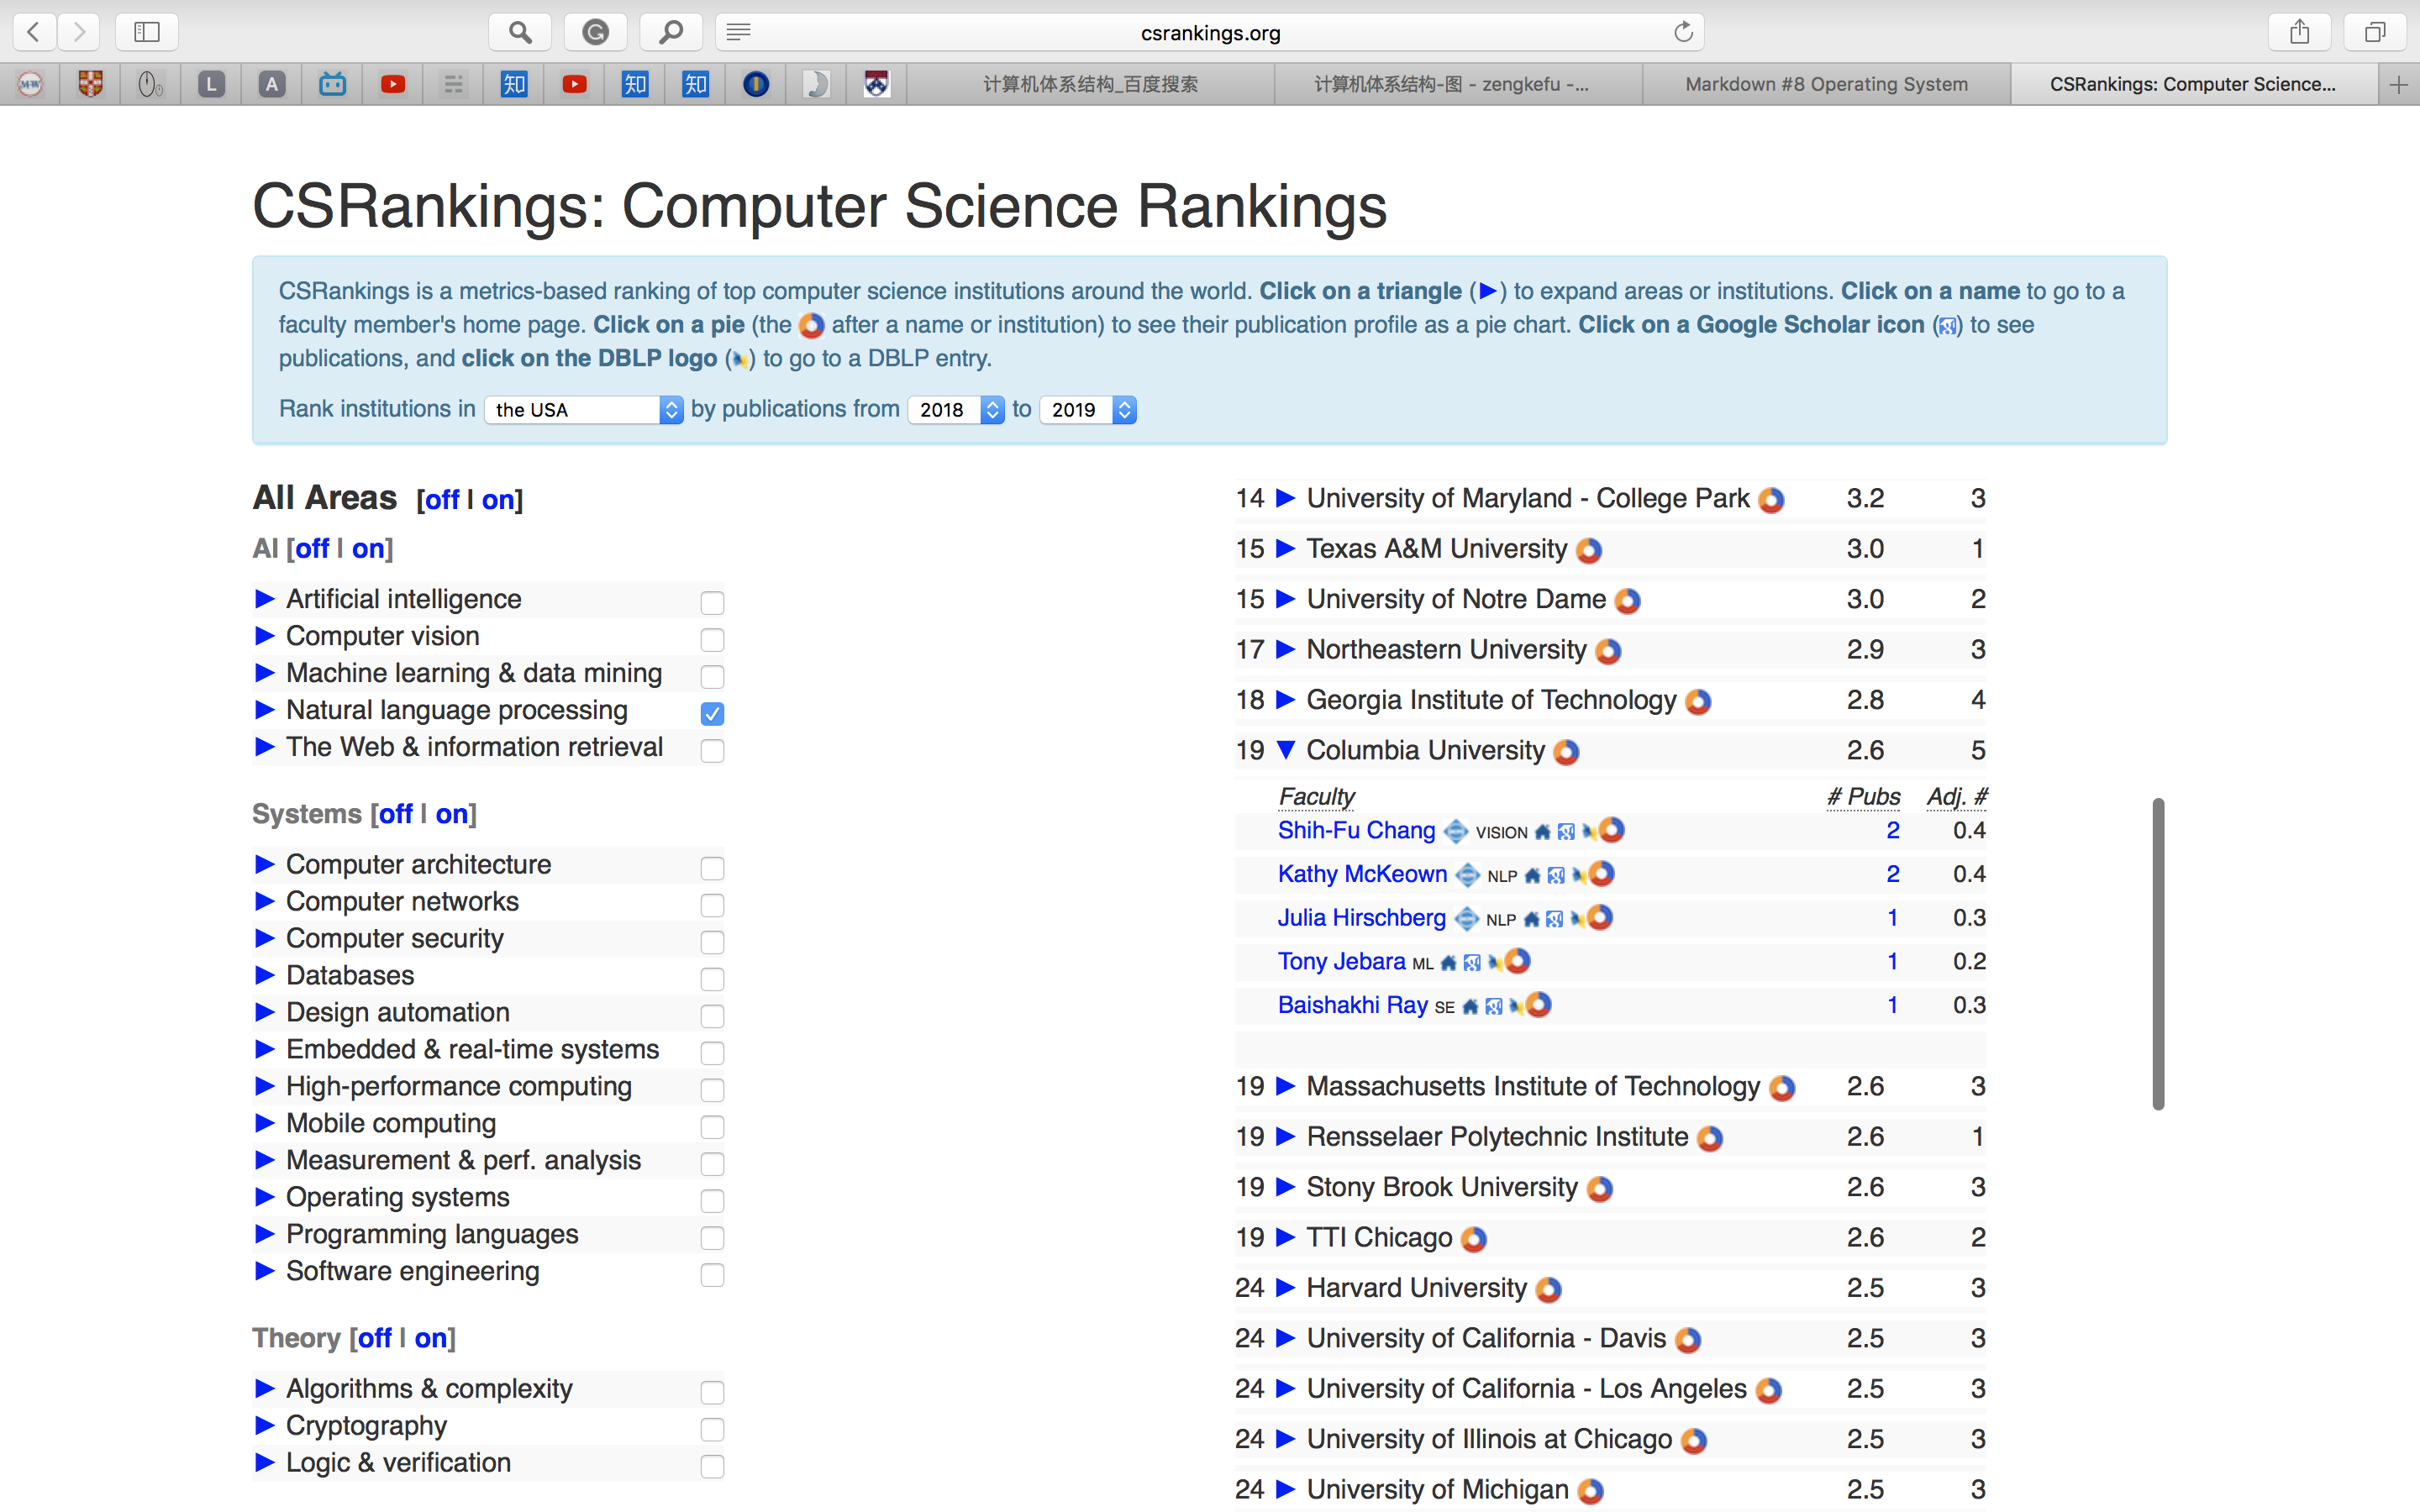 csrankings.org
L
A
知
知
知
计算机体系结构_百度搜索
计算机体系结构-图 - zengkefu -...
Markdown #8 Operating System
CSRankings: Computer Science...
CSRankings: Computer Science Rankings
CSRankings is a metrics-based ranking of top computer science institutions around the world. Click on a triangle (▶) to expand areas or institutions. Click on a name to go to a
faculty member's home page. Click on a pie (the after a name or institution) to see their publication profile as a pie chart. Click on a Google Scholar icon () to see
publications, and click on the DBLP logo () to go to a DBLP entry.
Rank institutions in the USA by publications from 2018 to 2019
All Areas [off | on]
AI [off | on]
▶ Artificial intelligence
▶ Computer vision
▶ Machine learning & data mining
▶ Natural language processing
▶ The Web & information retrieval
Systems [off | on]
▶ Computer architecture
▶ Computer networks
▶ Computer security
▶ Databases
▶ Design automation
▶ Embedded & real-time systems
▶ High-performance computing
▶ Mobile computing
▶ Measurement & perf. analysis
▶ Operating systems
▶ Programming languages
▶ Software engineering
Theory [off | on]
▶ Algorithms & complexity
▶ Cryptography
▶ Logic & verification
14 ▶ University of Maryland - College Park 3.2 3
15 ▶ Texas A&M University 3.0 1
15 ▶ University of Notre Dame 3.0 2
17 ▶ Northeastern University 2.9 3
18 ▶ Georgia Institute of Technology 2.8 4
19 ▼ Columbia University 2.6 5
Faculty # Pubs Adj. #
Shih-Fu Chang VISION 2 0.4
Kathy McKeown NLP 2 0.4
Julia Hirschberg NLP 1 0.3
Tony Jebara ML 1 0.2
Baishakhi Ray SE 1 0.3
19 ▶ Massachusetts Institute of Technology 2.6 3
19 ▶ Rensselaer Polytechnic Institute 2.6 1
19 ▶ Stony Brook University 2.6 3
19 ▶ TTI Chicago 2.6 2
24 ▶ Harvard University 2.5 3
24 ▶ University of California - Davis 2.5 3
24 ▶ University of California - Los Angeles 2.5 3
24 ▶ University of Illinois at Chicago 2.5 3
24 ▶ University of Michigan 2.5 3